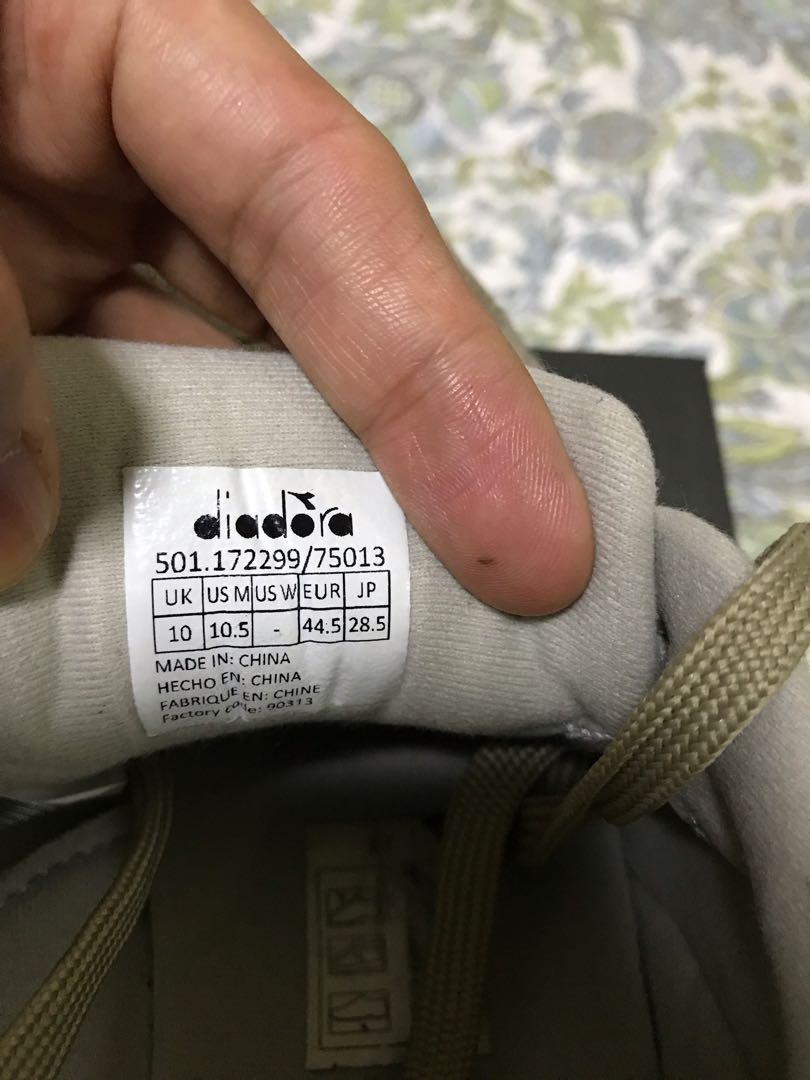 diadora
501.172299/75013
UK US M US W EUR JP
10 10.5 - 44.5 28.5
MADE IN: CHINA
HECHO EN: CHINA
FABRIQUE EN: CHINE
Factory code: 90313